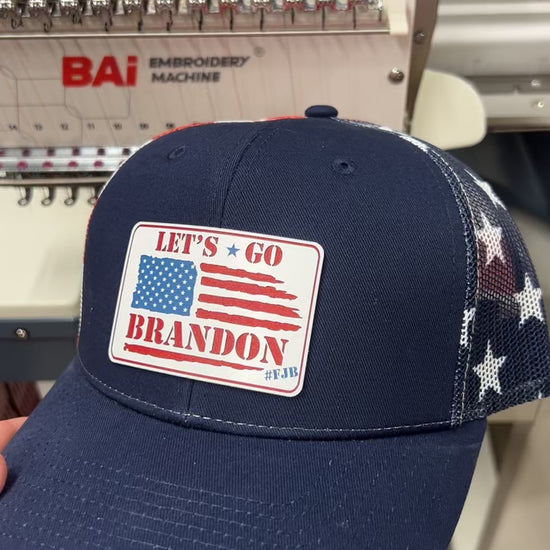 BAi EMBROIDERY
MACHINE
LET'S ★ GO
BRANDON
#FJB